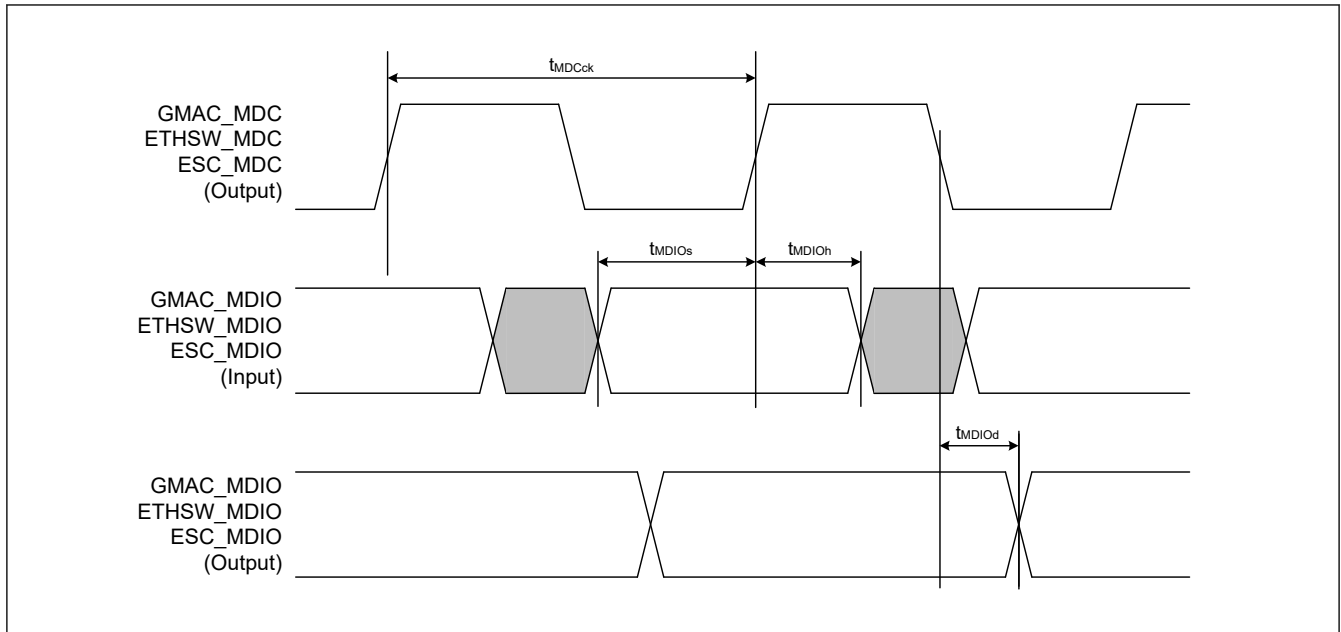 tMDCck
GMAC_MDC
ETHSW_MDC
ESC_MDC
(Output)
tMDIOs
tMDIOh
GMAC_MDIO
ETHSW_MDIO
ESC_MDIO
(Input)
tMDIOd
GMAC_MDIO
ETHSW_MDIO
ESC_MDIO
(Output)